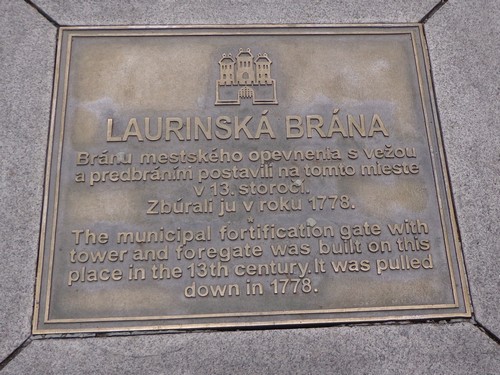 LAURINSKÁ BRÁNA
Bránu mestského opevnenia s vežou
a predbráním postavili na tomto mieste
v 13. storočí.
Zbúrali ju v roku 1778.
The municipal fortification gate with
tower and foregate was built on this
place in the 13th century. It was pulled
down in 1778.